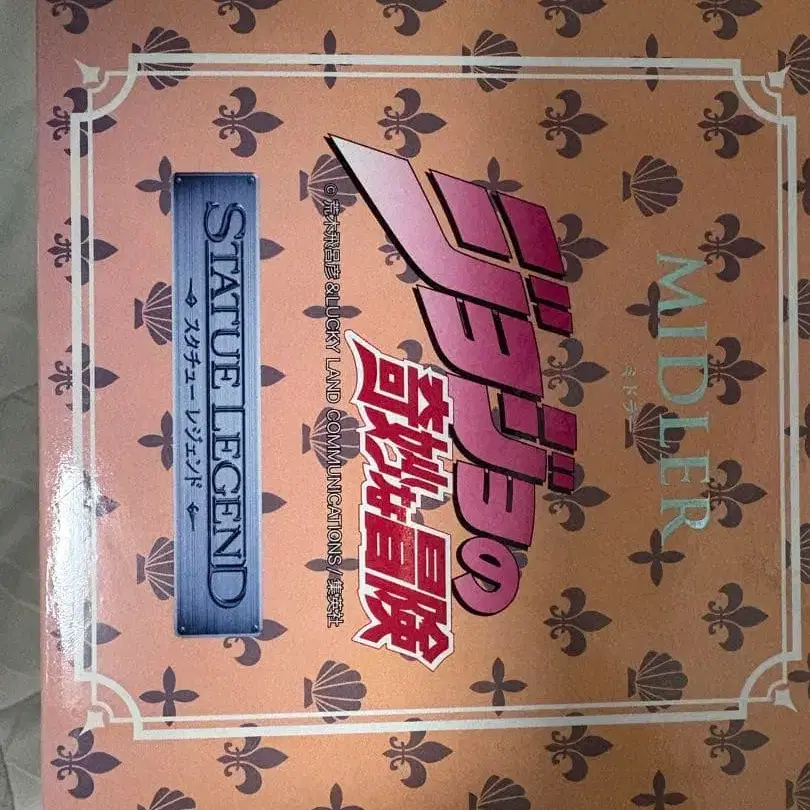 MIDLER
ミドラー
ジョジョの
奇妙な冒険
© 荒木飛呂彦&LUCKY LAND COMMUNICATIONS/集英社
STATUE LEGEND
スタチュー レジェンド